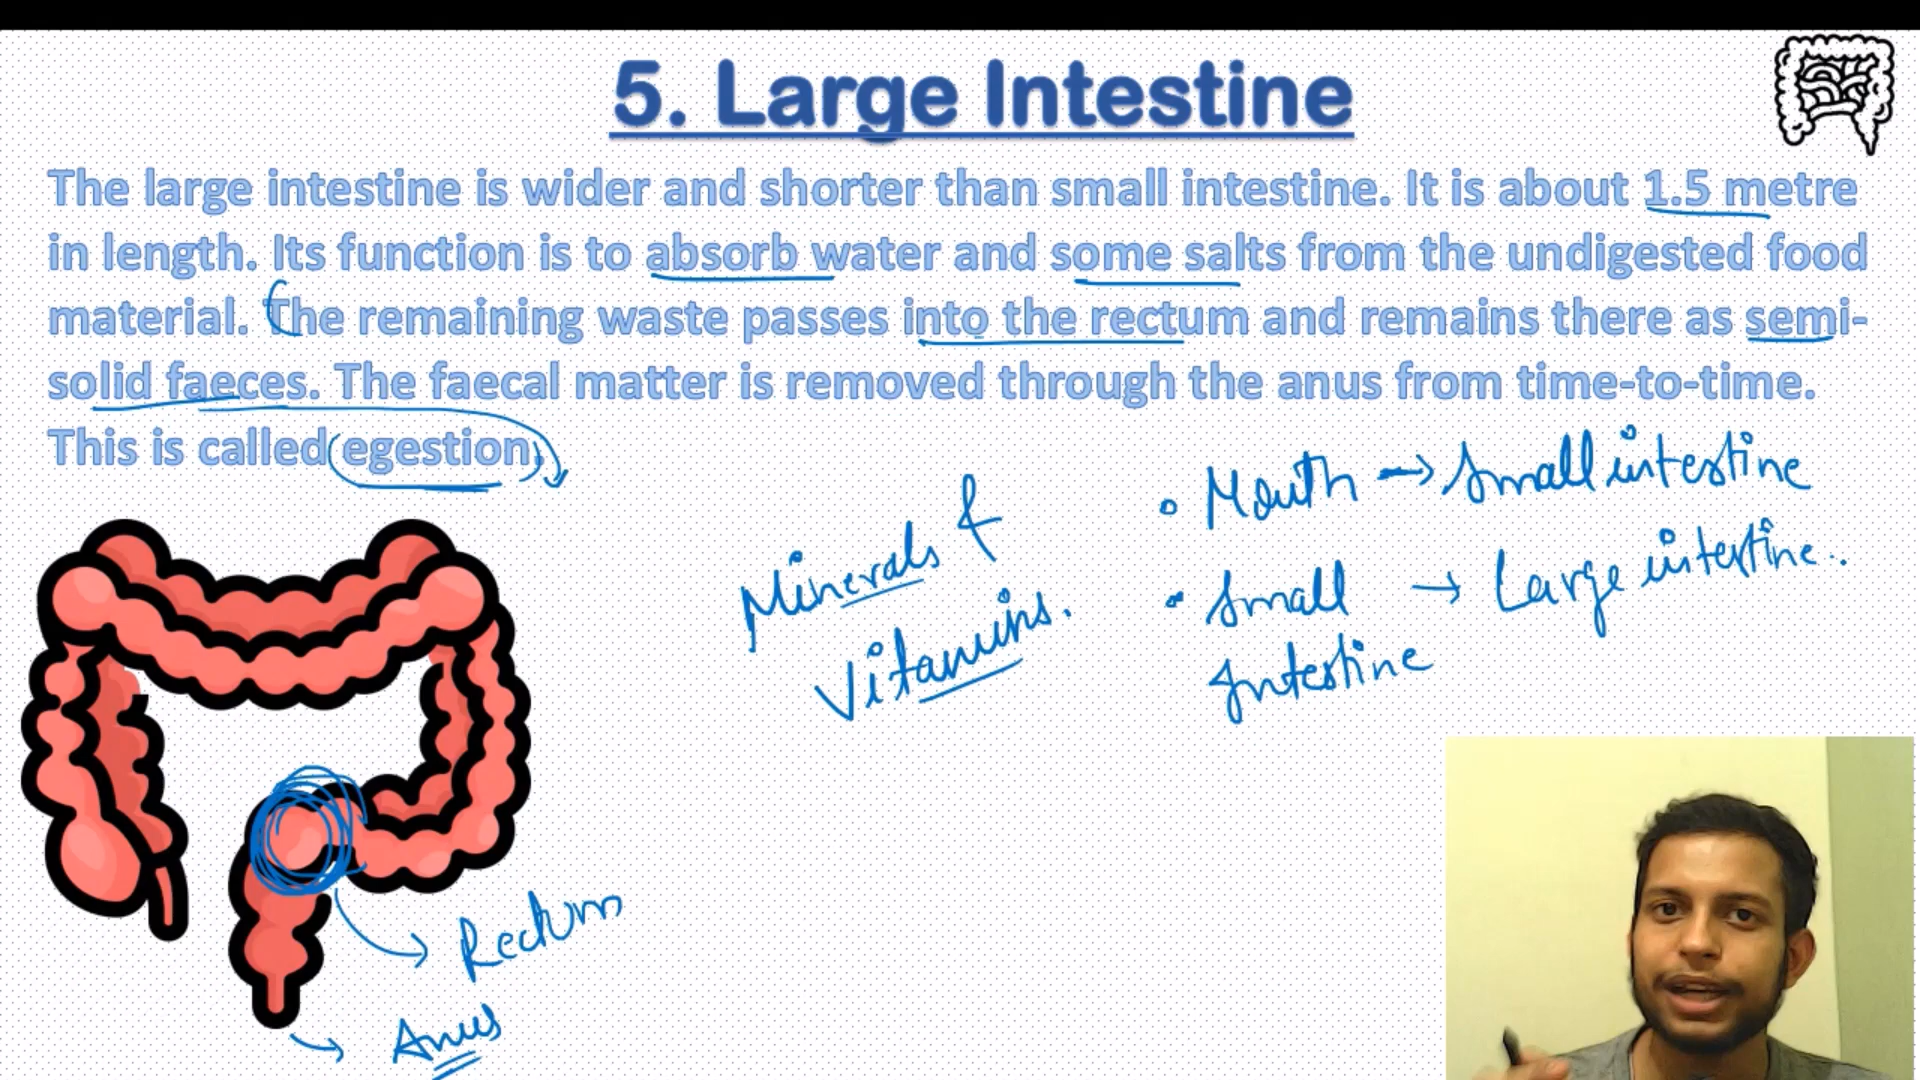 5. Large Intestine
The large intestine is wider and shorter than small intestine. It is about 1.5 metre
in length. Its function is to absorb water and some salts from the undigested food
material. The remaining waste passes into the rectum and remains there as semi-
solid faeces. The faecal matter is removed through the anus from time-to-time.
This is called egestion.
Minerals &
Vitamins.
• Mouth → Small intestine
• Small → Large intestine.
Intestine
Rectum
Anus